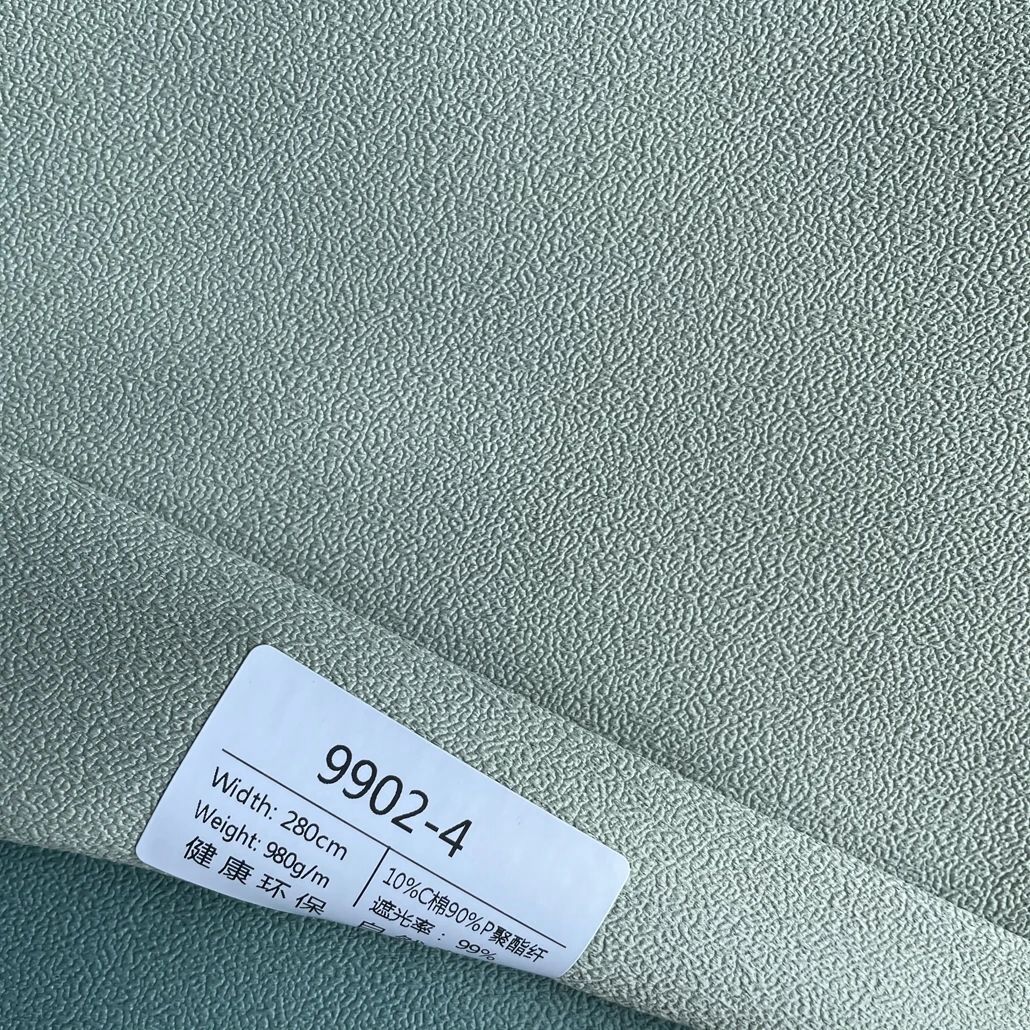 9902-4
Width: 280cm
Weight: 980g/m
健康环保
10%C棉90%P聚酯纤
遮光率：99%